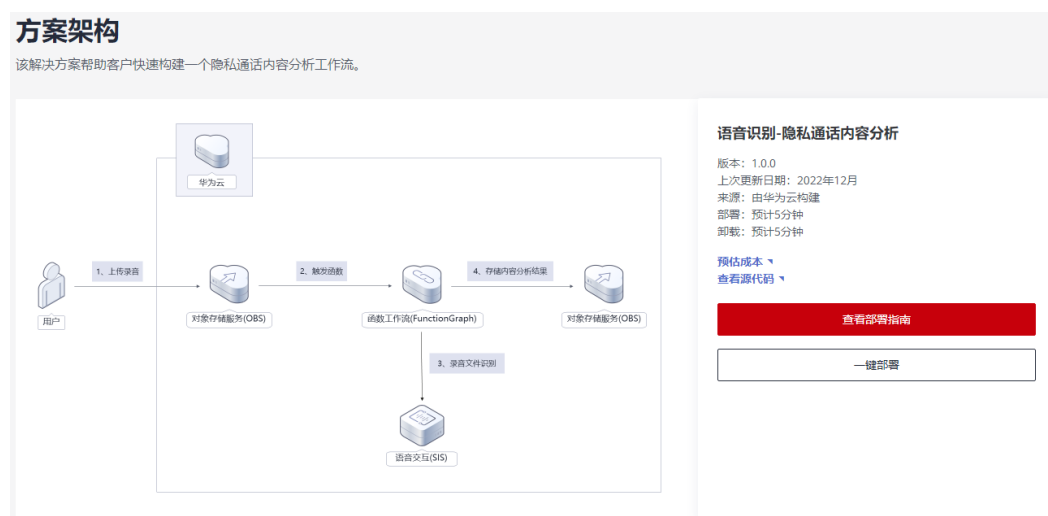 方案架构
该解决方案帮助客户快速构建一个隐私通话内容分析工作流。
华为云
1、上传录音
2、触发函数
4、存储内容分析结果
用户
对象存储服务(OBS)
函数工作流(FunctionGraph)
对象存储服务(OBS)
3、录音文件识别
语音交互(SIS)
语音识别-隐私通话内容分析
版本：1.0.0
上次更新日期：2022年12月
来源：由华为云构建
部署：预计5分钟
卸载：预计5分钟
预估成本
查看源代码
查看部署指南
一键部署